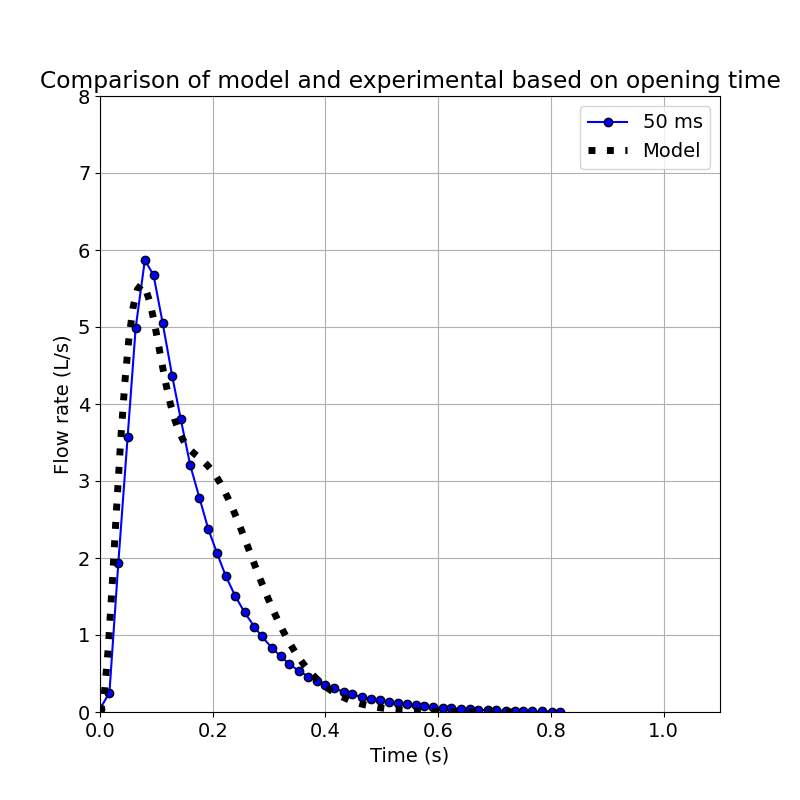 Comparison of model and experimental based on opening time
50 ms
Model
Flow rate (L/s)
8
7
6
5
4
3
2
1
0
0.0 0.2 0.4 0.6 0.8 1.0
Time (s)